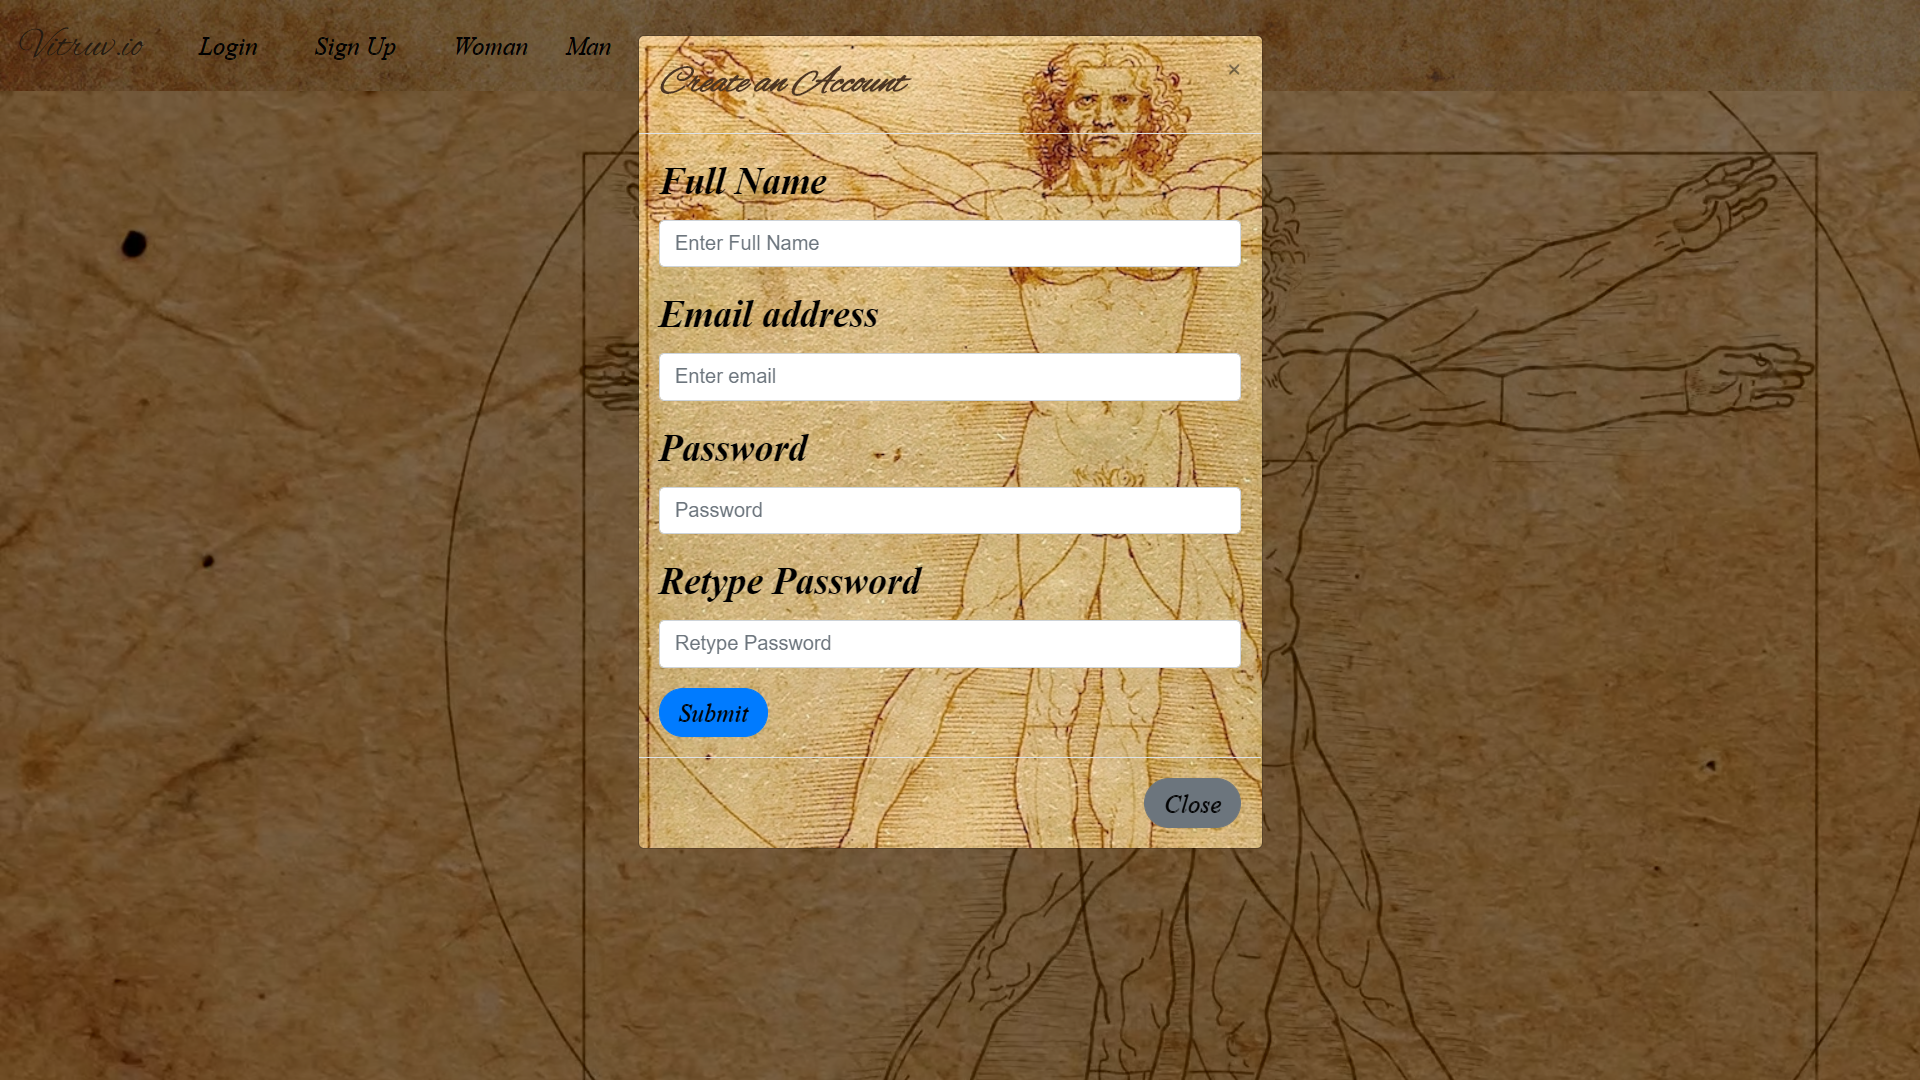 Vitruv.io
Login
Sign Up
Woman
Man
Create an Account
×
Full Name
Enter Full Name
Email address
Enter email
Password
Password
Retype Password
Retype Password
Submit
Close